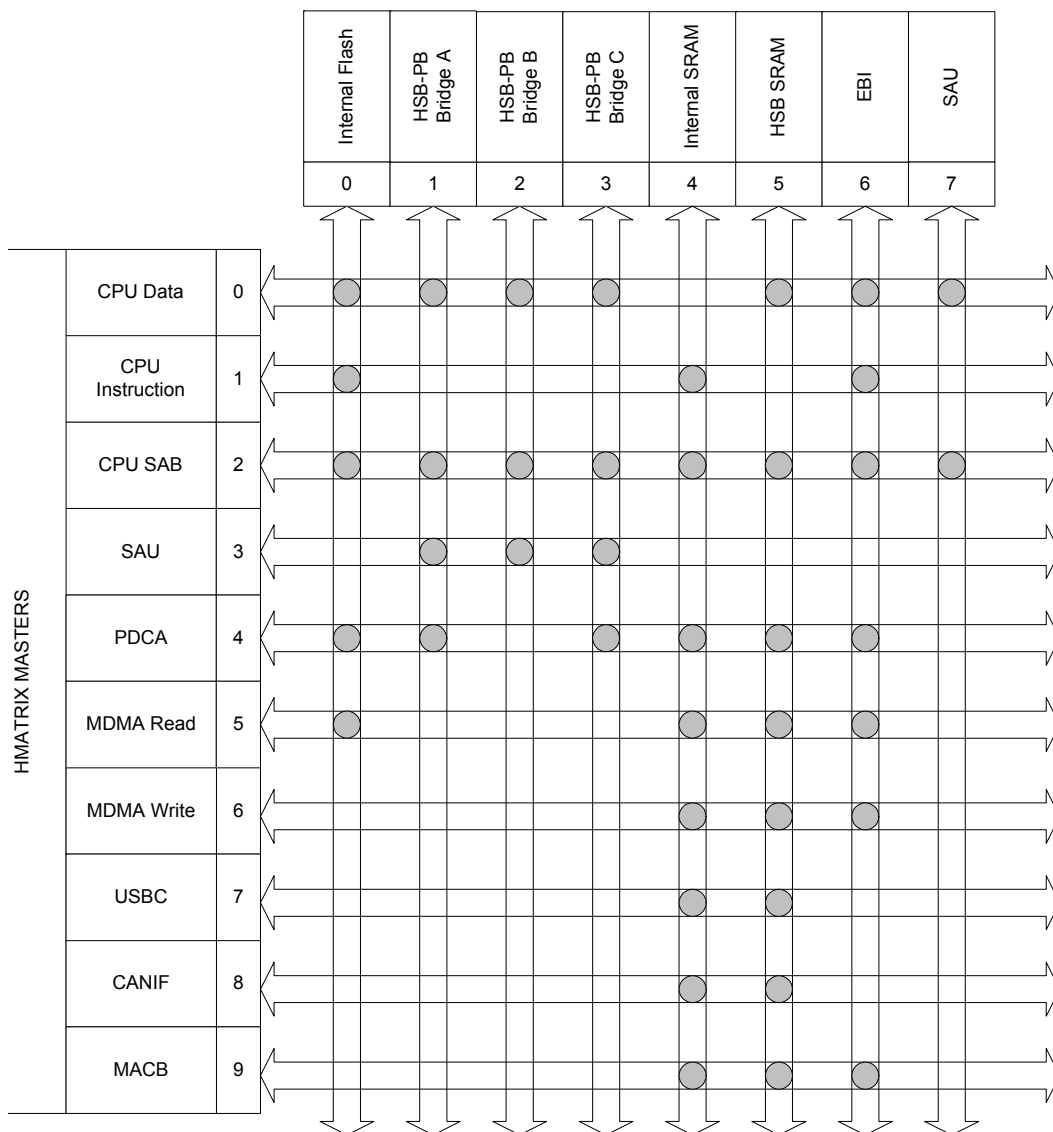 Internal Flash
HSB-PB
Bridge A
HSB-PB
Bridge B
HSB-PB
Bridge C
Internal SRAM
HSB SRAM
EBI
SAU
0
1
2
3
4
5
6
7
HMATRIX MASTERS
CPU Data
0
CPU
Instruction
1
CPU SAB
2
SAU
3
PDCA
4
MDMA Read
5
MDMA Write
6
USBC
7
CANIF
8
MACB
9